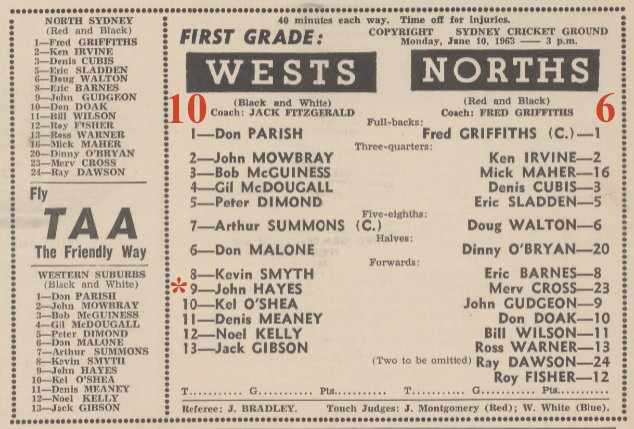 NORTH SYDNEY
(Red and Black)
1—Fred GRIFFITHS
2—Ken IRVINE
3—Denis CUBIS
5—Eric SLADDEN
6—Doug WALTON
8—Eric BARNES
9—John GUDGEON
10—Don DOAK
11—Bill WILSON
12—Roy FISHER
13—Ross WARNER
16—Mick MAHER
20—Dinny O'BRYAN
23—Merv CROSS
24—Ray DAWSON
Fly
TAA
The Friendly Way
WESTERN SUBURBS
(Black and White)
1—Don PARISH
2—John MOWBRAY
3—Bob McGUINESS
4—Gil McDOUGALL
5—Peter DIMOND
6—Don MALONE
7—Arthur SUMMONS
8—Kevin SMYTH
9—John HAYES
10—Kel O'SHEA
11—Denis MEANEY
12—Noel KELLY
13—Jack GIBSON
40 minutes each way. Time off for injuries.
FIRST GRADE:
COPYRIGHT SYDNEY CRICKET GROUND
Monday, June 10, 1963 — 3 p.m.
WESTS NORTHS
10 (Black and White) (Red and Black) 6
Coach: JACK FITZGERALD Coach: FRED GRIFFITHS
Full-backs:
1—Don PARISH Fred GRIFFITHS (C.)—1
Three-quarters:
2—John MOWBRAY Ken IRVINE—2
3—Bob McGUINESS Mick MAHER—16
4—Gil McDOUGALL Denis CUBIS—3
5—Peter DIMOND Eric SLADDEN—5
Five-eighths:
7—Arthur SUMMONS (C.) Doug WALTON—6
Halves:
6—Don MALONE Dinny O'BRYAN—20
Forwards:
8—Kevin SMYTH Eric BARNES—8
*9—John HAYES Merv CROSS—23
10—Kel O'SHEA John GUDGEON—9
11—Denis MEANEY Don DOAK—10
12—Noel KELLY Bill WILSON—11
13—Jack GIBSON Ross WARNER—13
(Two to be omitted) Ray DAWSON—24
Roy FISHER—12
T.......... G.......... Pts.......... T.......... G.......... Pts..........
Referee: J. BRADLEY. Touch Judges: J. Montgomery (Red); W. White (Blue).